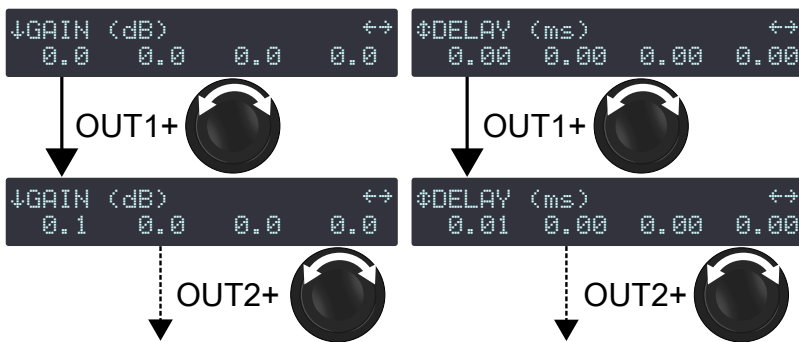 ↓GAIN (dB) ↔
0.0 0.0 0.0 0.0
OUT1+
↓GAIN (dB) ↔
0.1 0.0 0.0 0.0
OUT2+
↕DELAY (ms) ↔
0.00 0.00 0.00 0.00
OUT1+
↕DELAY (ms) ↔
0.01 0.00 0.00 0.00
OUT2+